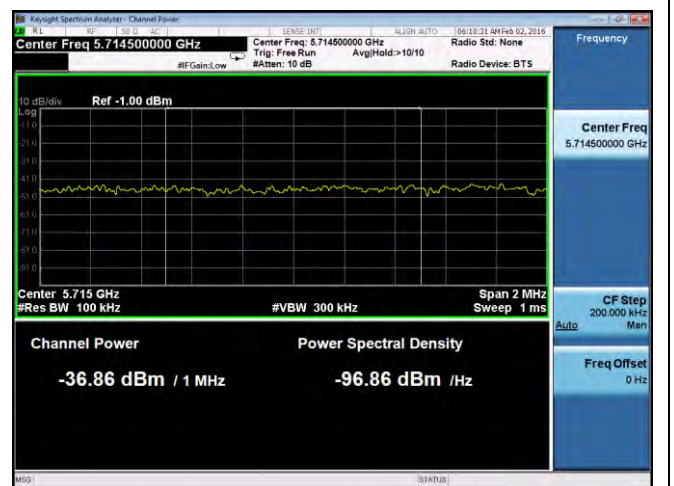 Keysight Spectrum Analyzer - Channel Power
RL RF 50 Ω AC SENSE:INT ALIGN AUTO 06:10:31 AM Feb 02, 2016
Center Freq 5.714500000 GHz
Center Freq: 5.714500000 GHz
Radio Std: None
Trig: Free Run Avg|Hold:>10/10
#IFGain:Low #Atten: 10 dB Radio Device: BTS
10 dB/div Ref -1.00 dBm
Log
-11.0
-21.0
-31.0
-41.0
-51.0
-61.0
-71.0
-81.0
-91.0
Center 5.715 GHz Span 2 MHz
#Res BW 100 kHz #VBW 300 kHz Sweep 1 ms
Channel Power Power Spectral Density
-36.86 dBm / 1 MHz -96.86 dBm /Hz
Frequency
Center Freq
5.714500000 GHz
CF Step
200.000 kHz
Auto Man
Freq Offset
0 Hz
MSG STATUS